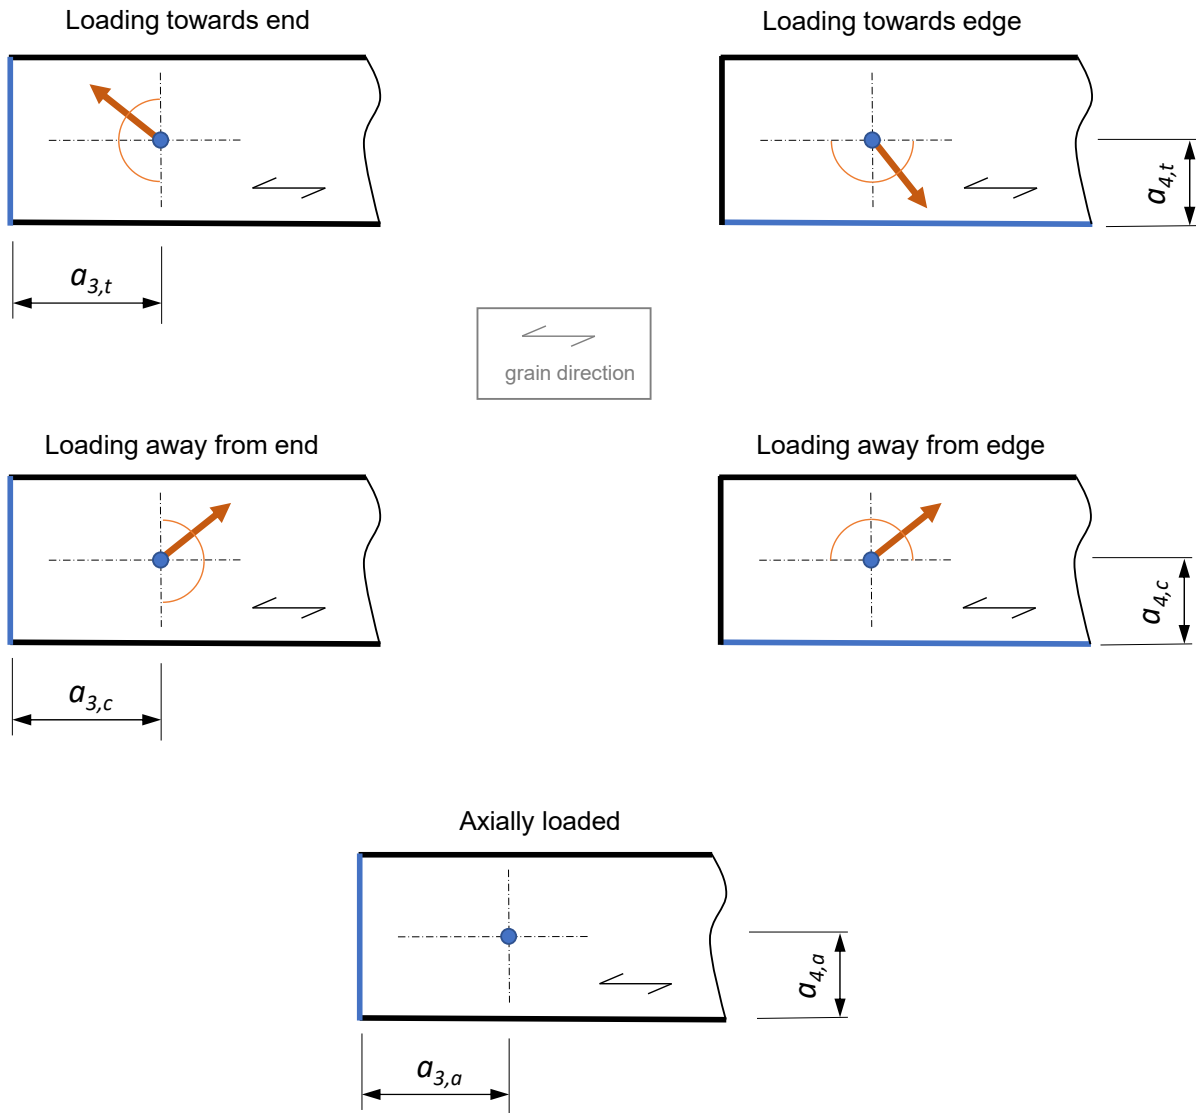 Loading towards end
Loading towards edge
a4,t
a3,t
grain direction
Loading away from end
Loading away from edge
a4,c
a3,c
Axially loaded
a4,a
a3,a